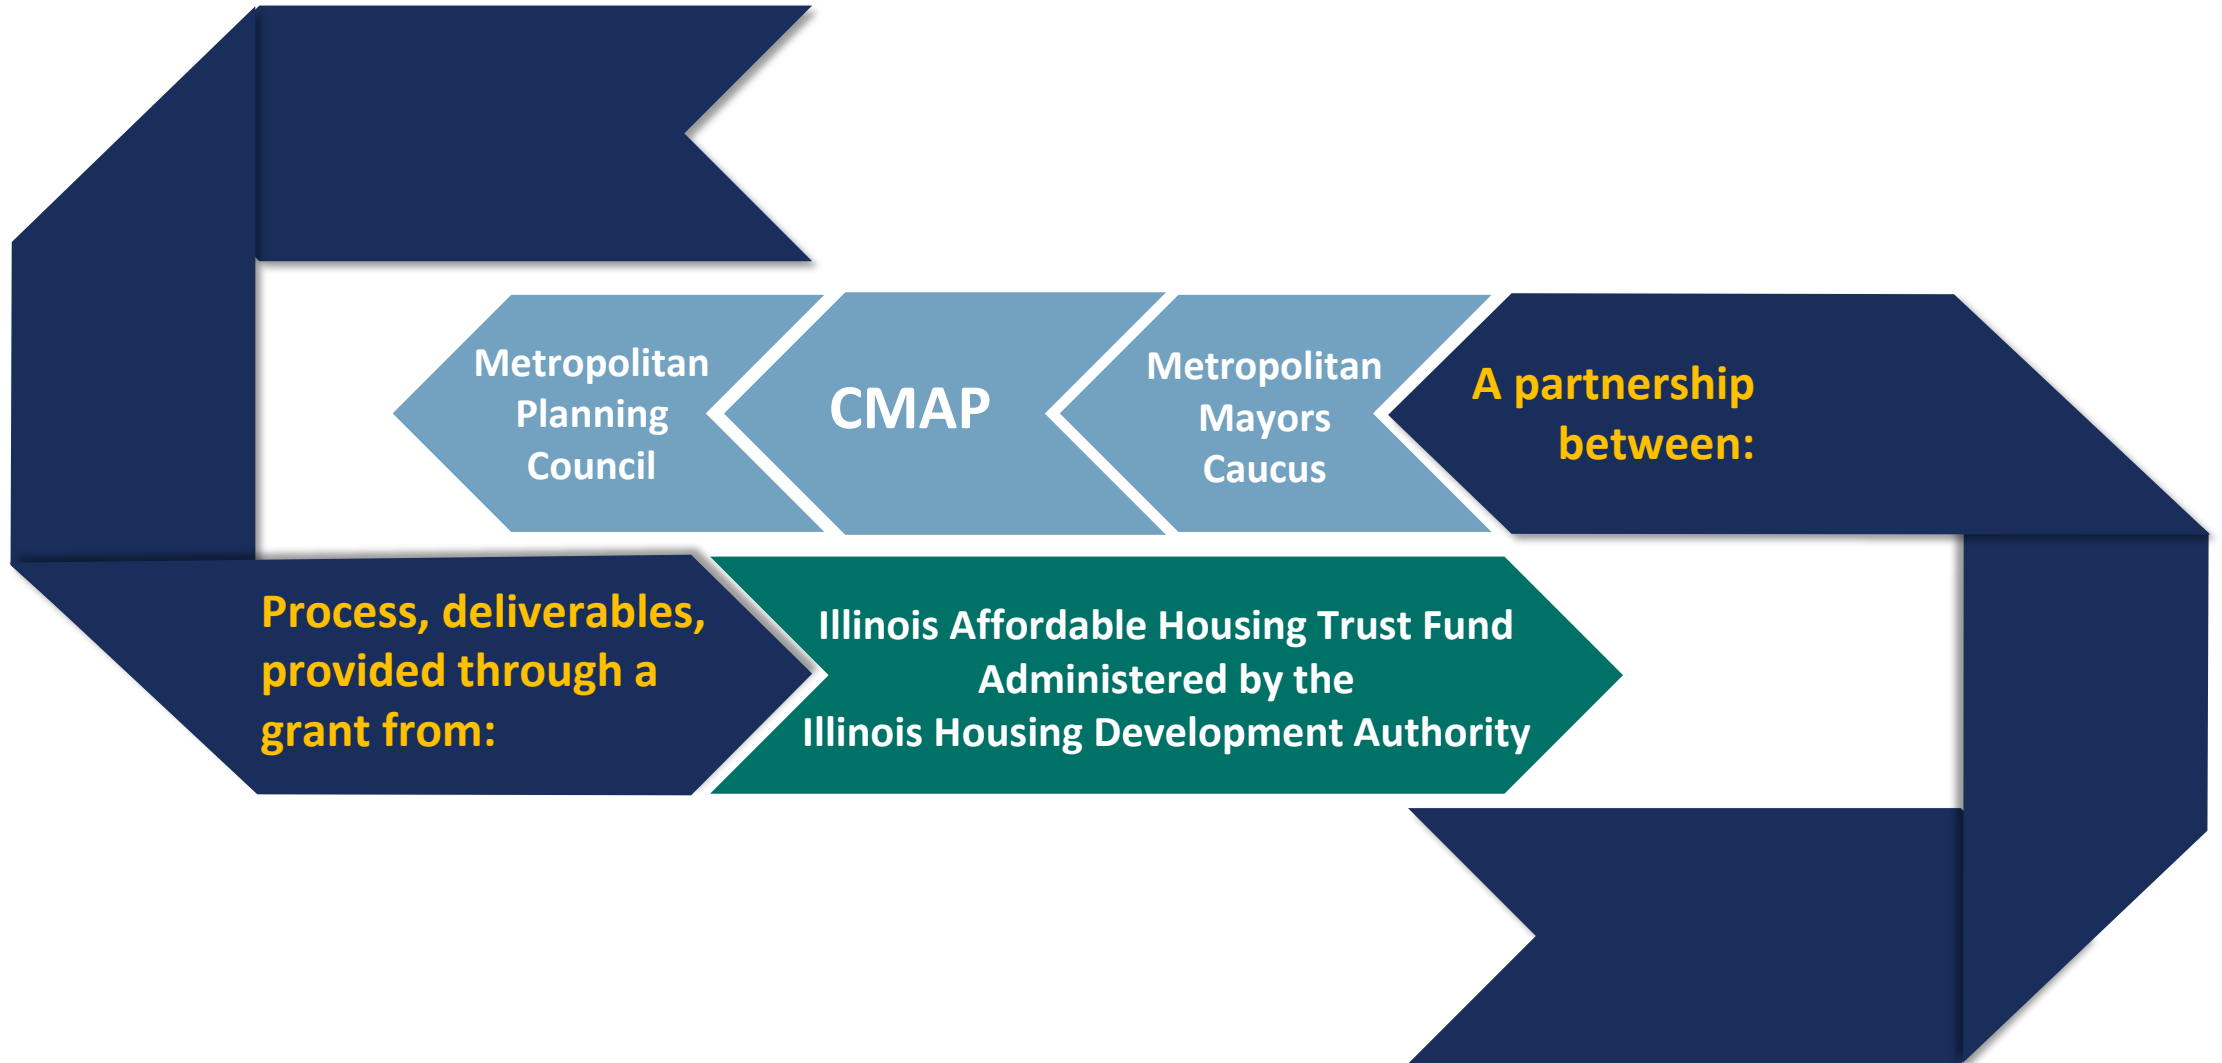 A partnership
between:
Metropolitan
Mayors
Caucus
CMAP
Metropolitan
Planning
Council
Process, deliverables,
provided through a
grant from:
Illinois Affordable Housing Trust Fund
Administered by the
Illinois Housing Development Authority